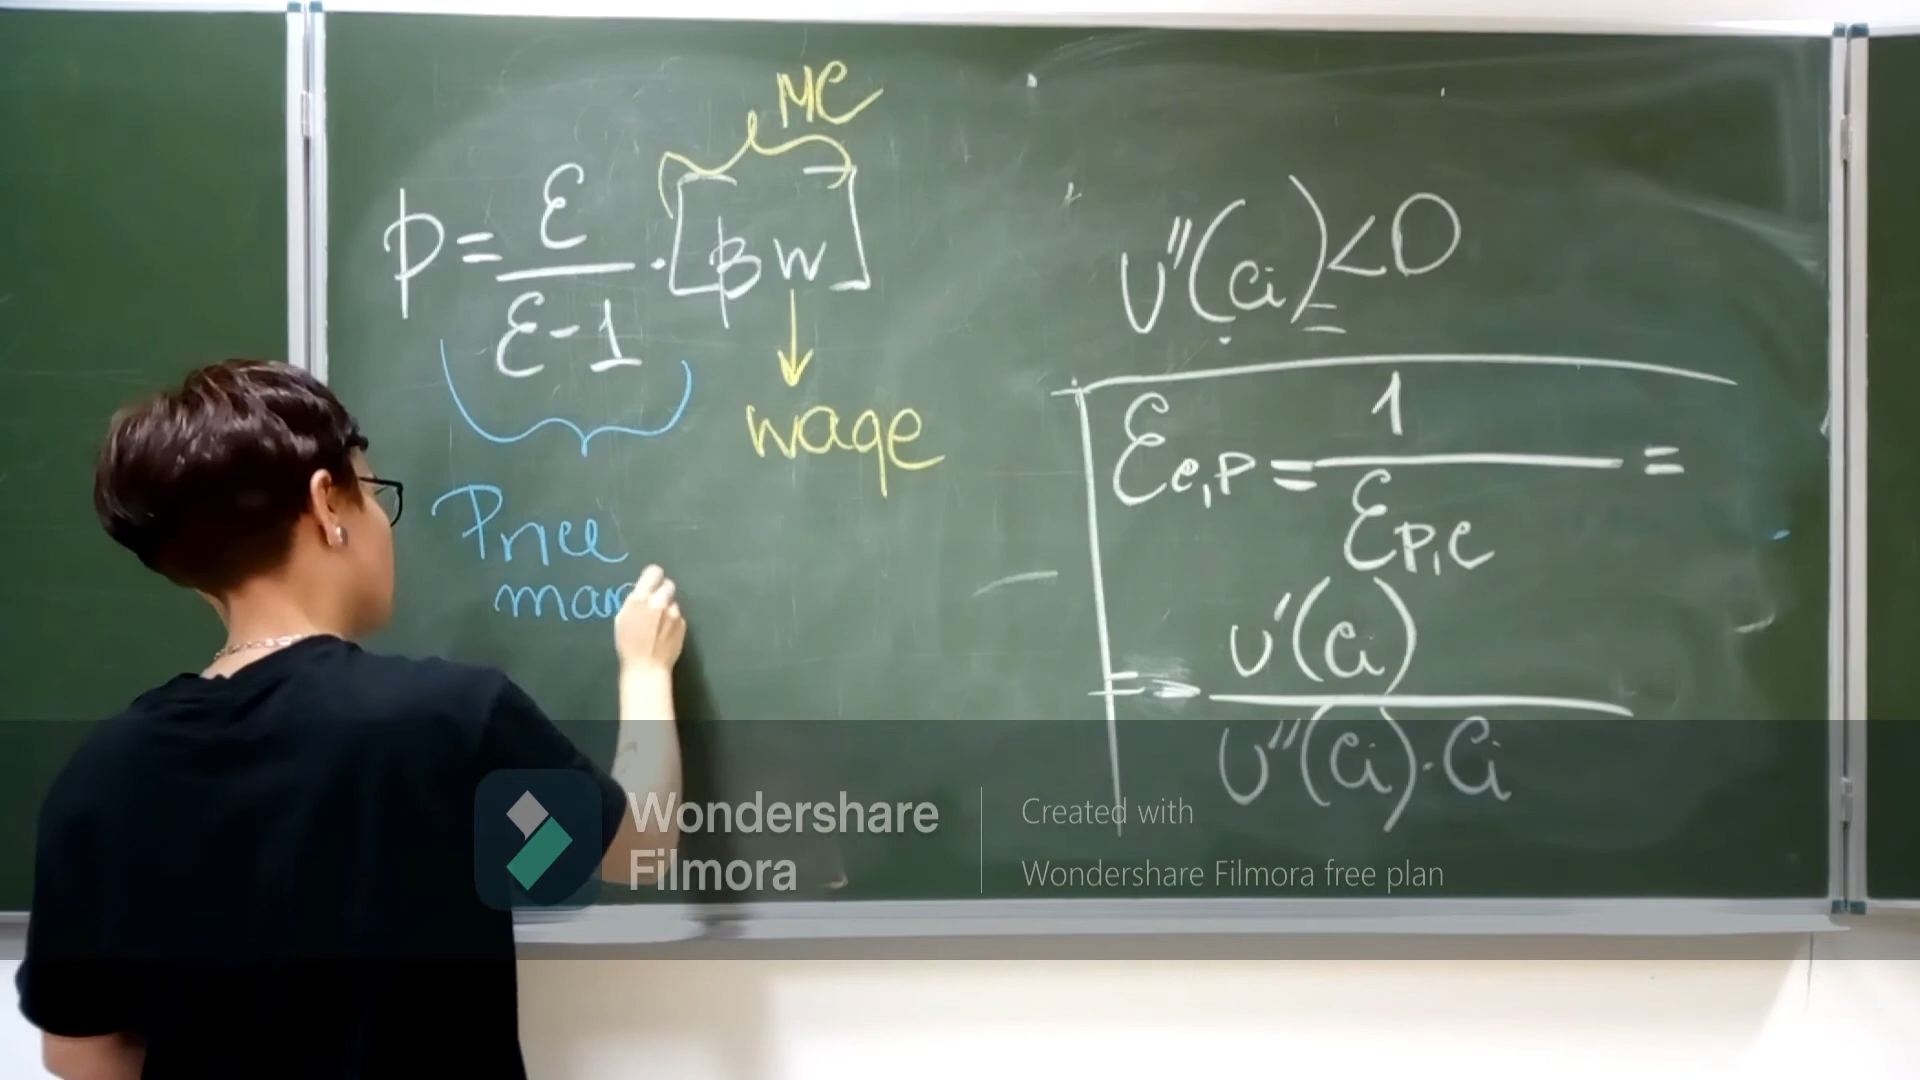 MC
P = ε / ε-1 · [βw]
wage
Price
mar
U''(ci) < 0
εc,p = 1 / εp,c =
= U'(ci) / U''(ci)·ci
Wondershare
Filmora
Created with
Wondershare Filmora free plan